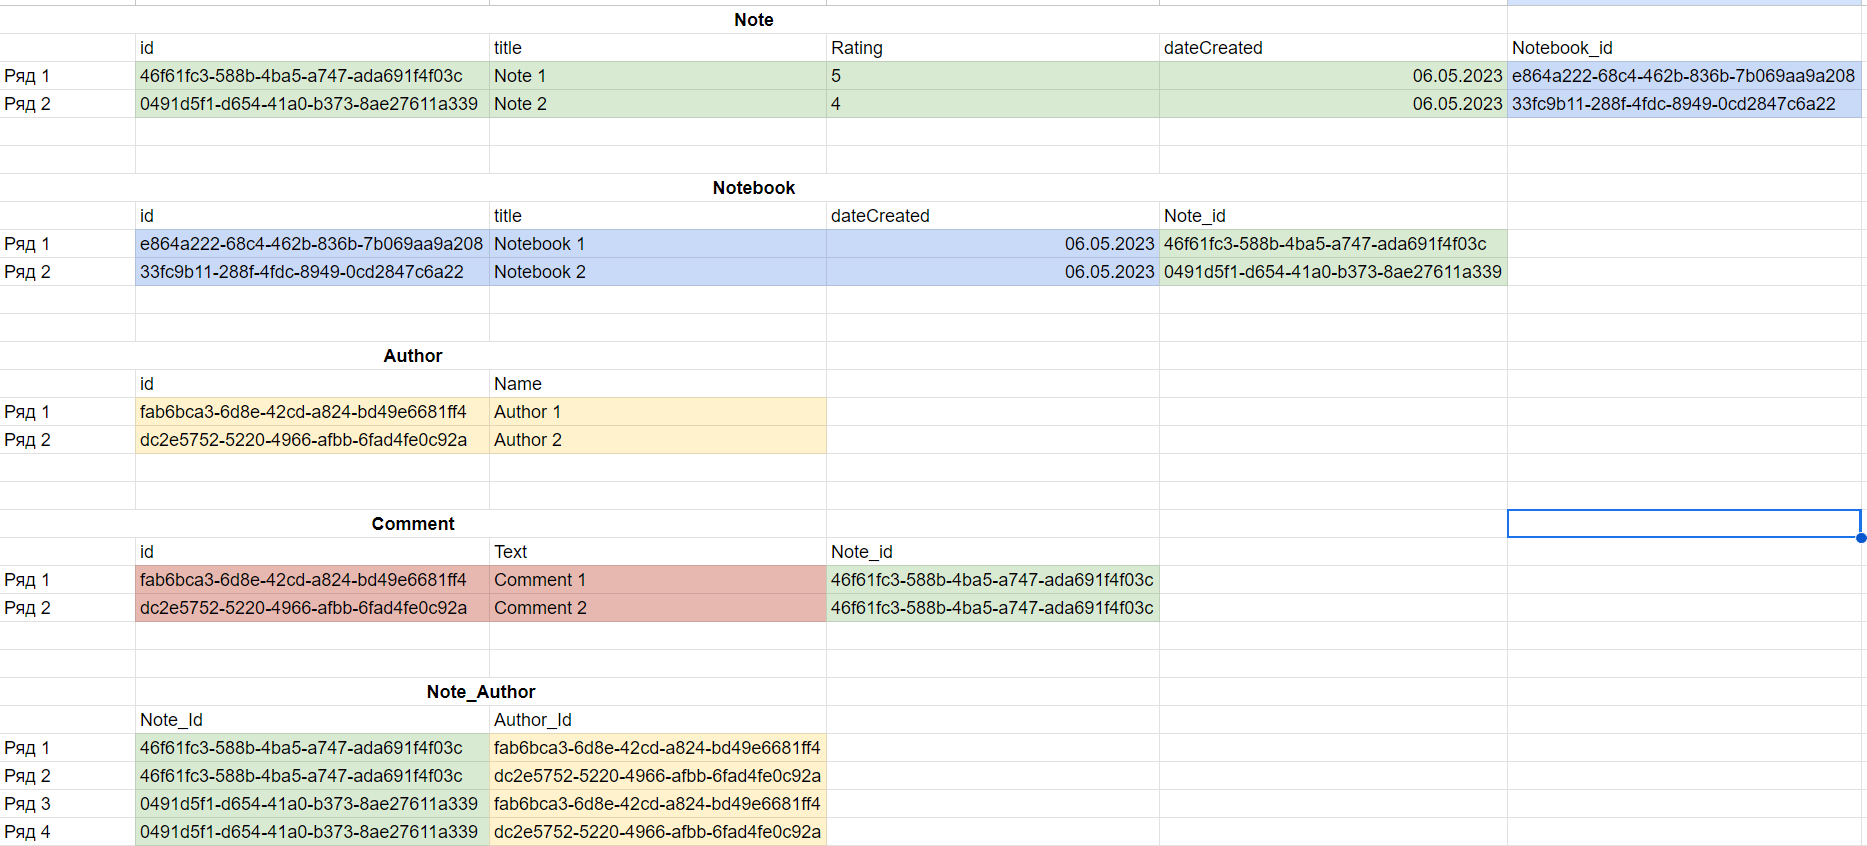 Note
id title Rating dateCreated Notebook_id
Ряд 1 46f61fc3-588b-4ba5-a747-ada691f4f03c Note 1 5 06.05.2023 e864a222-68c4-462b-836b-7b069aa9a208
Ряд 2 0491d5f1-d654-41a0-b373-8ae27611a339 Note 2 4 06.05.2023 33fc9b11-288f-4fdc-8949-0cd2847c6a22
Notebook
id title dateCreated Note_id
Ряд 1 e864a222-68c4-462b-836b-7b069aa9a208 Notebook 1 06.05.2023 46f61fc3-588b-4ba5-a747-ada691f4f03c
Ряд 2 33fc9b11-288f-4fdc-8949-0cd2847c6a22 Notebook 2 06.05.2023 0491d5f1-d654-41a0-b373-8ae27611a339
Author
id Name
Ряд 1 fab6bca3-6d8e-42cd-a824-bd49e6681ff4 Author 1
Ряд 2 dc2e5752-5220-4966-afbb-6fad4fe0c92a Author 2
Comment
id Text Note_id
Ряд 1 fab6bca3-6d8e-42cd-a824-bd49e6681ff4 Comment 1 46f61fc3-588b-4ba5-a747-ada691f4f03c
Ряд 2 dc2e5752-5220-4966-afbb-6fad4fe0c92a Comment 2 46f61fc3-588b-4ba5-a747-ada691f4f03c
Note_Author
Note_Id Author_Id
Ряд 1 46f61fc3-588b-4ba5-a747-ada691f4f03c fab6bca3-6d8e-42cd-a824-bd49e6681ff4
Ряд 2 46f61fc3-588b-4ba5-a747-ada691f4f03c dc2e5752-5220-4966-afbb-6fad4fe0c92a
Ряд 3 0491d5f1-d654-41a0-b373-8ae27611a339 fab6bca3-6d8e-42cd-a824-bd49e6681ff4
Ряд 4 0491d5f1-d654-41a0-b373-8ae27611a339 dc2e5752-5220-4966-afbb-6fad4fe0c92a